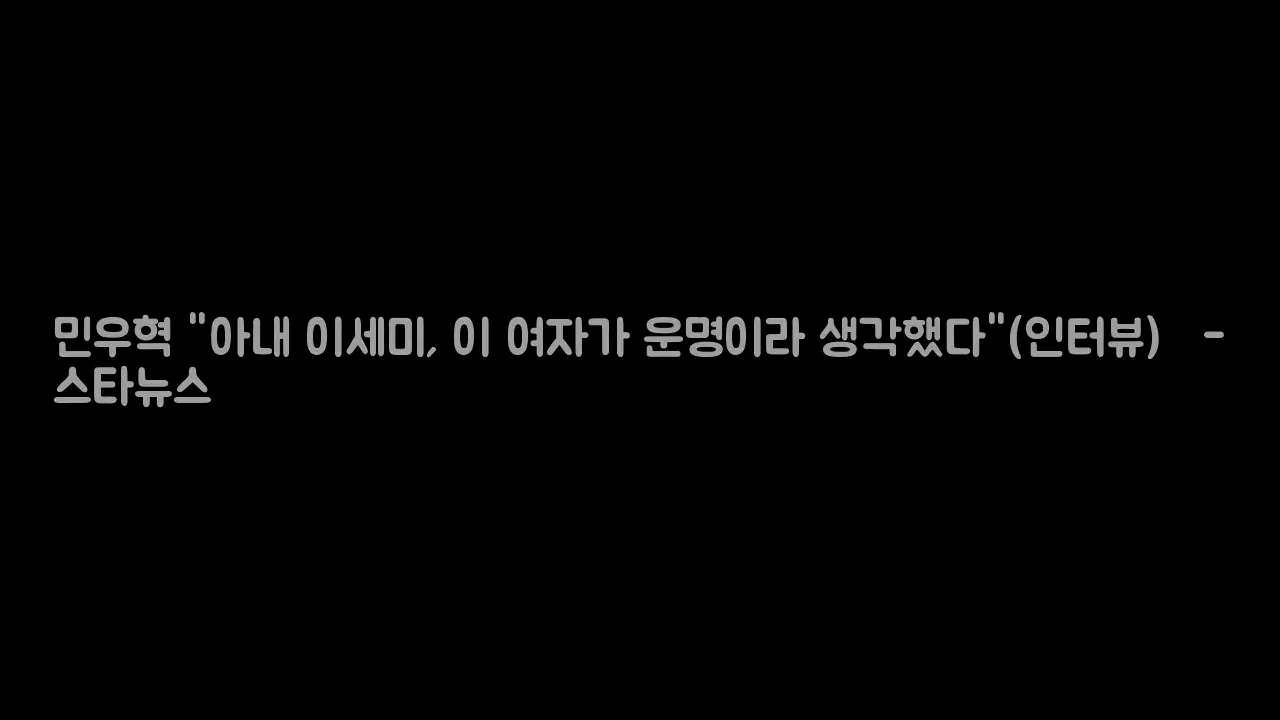 민우혁 "아내 이세미, 이 여자가 운명이라 생각했다"(인터뷰) -
스타뉴스